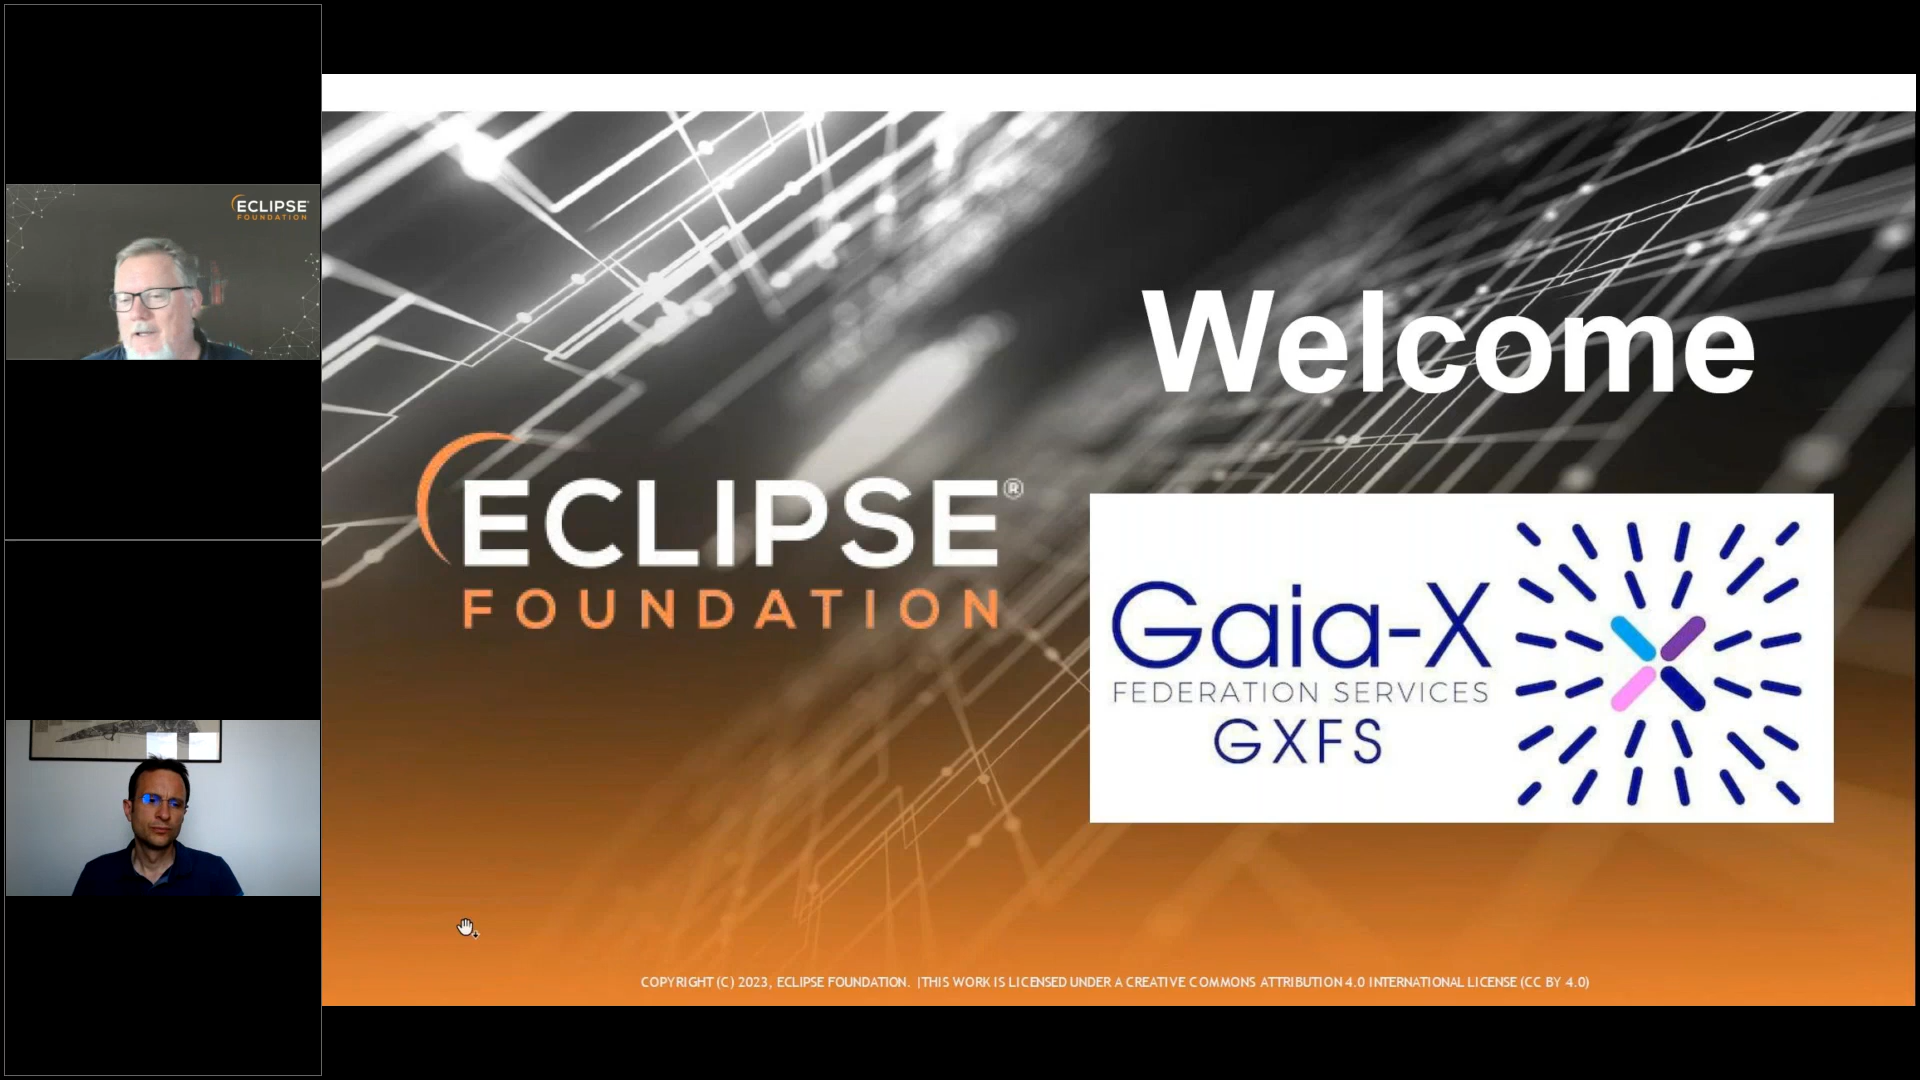 ECLIPSE
FOUNDATION
Welcome
ECLIPSE®
FOUNDATION
Gaia-X
FEDERATION SERVICES
GXFS
COPYRIGHT (C) 2023, ECLIPSE FOUNDATION. | THIS WORK IS LICENSED UNDER A CREATIVE COMMONS ATTRIBUTION 4.0 INTERNATIONAL LICENSE (CC BY 4.0)